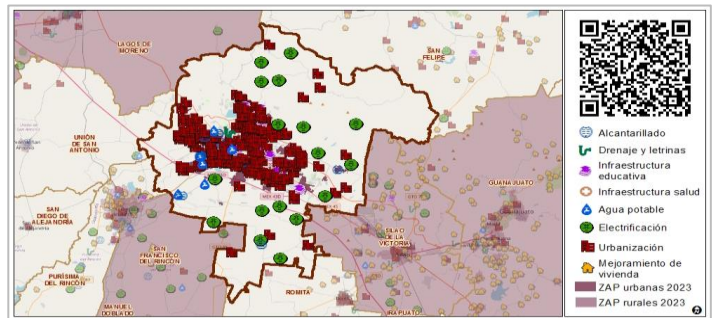 LAGOS DE
MORENO
SAN
FELIPE
UNIÓN
DE SAN
ANTONIO
GUANAJUATO
SAN
DIEGO DE
ALEJANDRÍA
SILAO
DE LA
VICTORIA
SAN
FRANCISCO
DEL RINCÓN
PURÍSIMA
DEL RINCÓN
MANUEL
DOBLADO
ROMITA
IRAPUATO
Alcantarillado
Drenaje y letrinas
Infraestructura
educativa
Infraestructura salud
Agua potable
Electrificación
Urbanización
Mejoramiento de
vivienda
ZAP urbanas 2023
ZAP rurales 2023